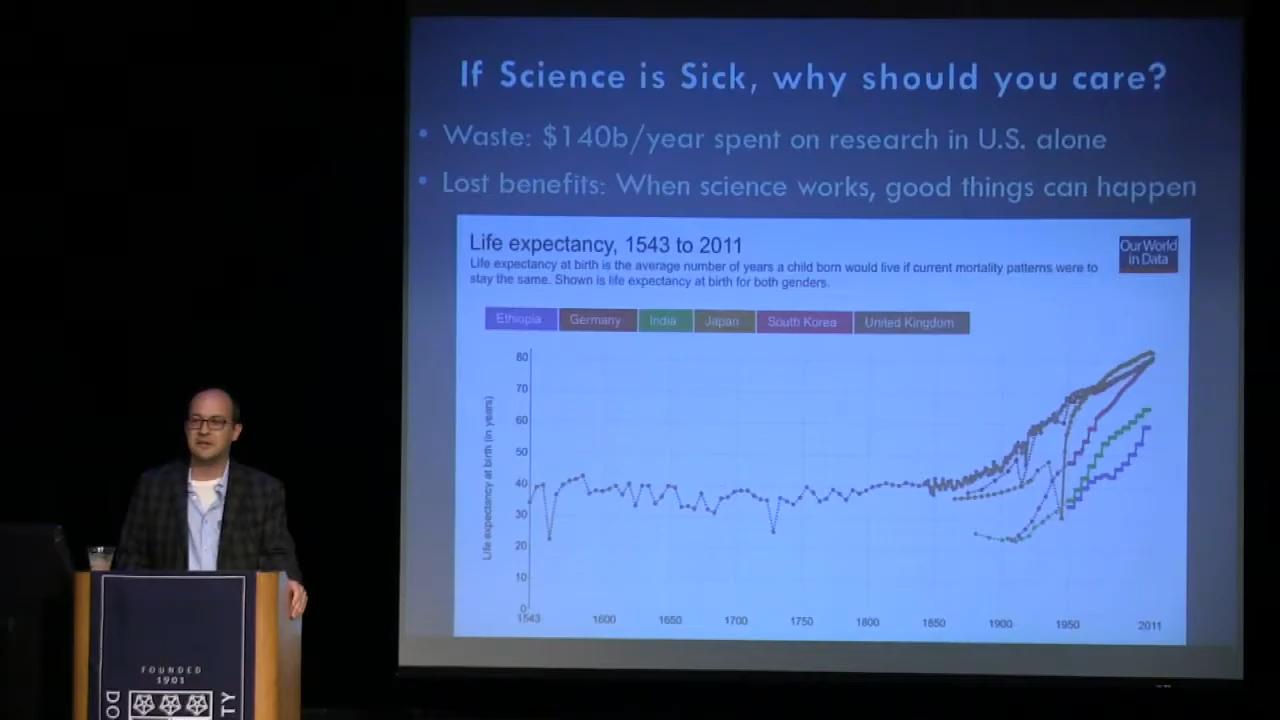 If Science is Sick, why should you care?
• Waste: $140b/year spent on research in U.S. alone
• Lost benefits: When science works, good things can happen
Life expectancy, 1543 to 2011
Our World
in Data
Life expectancy at birth is the average number of years a child born would live if current mortality patterns were to
stay the same. Shown is life expectancy at birth for both genders.
Ethiopia Germany India Japan South Korea United Kingdom
Life expectancy at birth (in years)
80
70
60
50
40
30
20
10
0
1543 1600 1650 1700 1750 1800 1850 1900 1950 2011
FOUNDED
1901
DO
TY